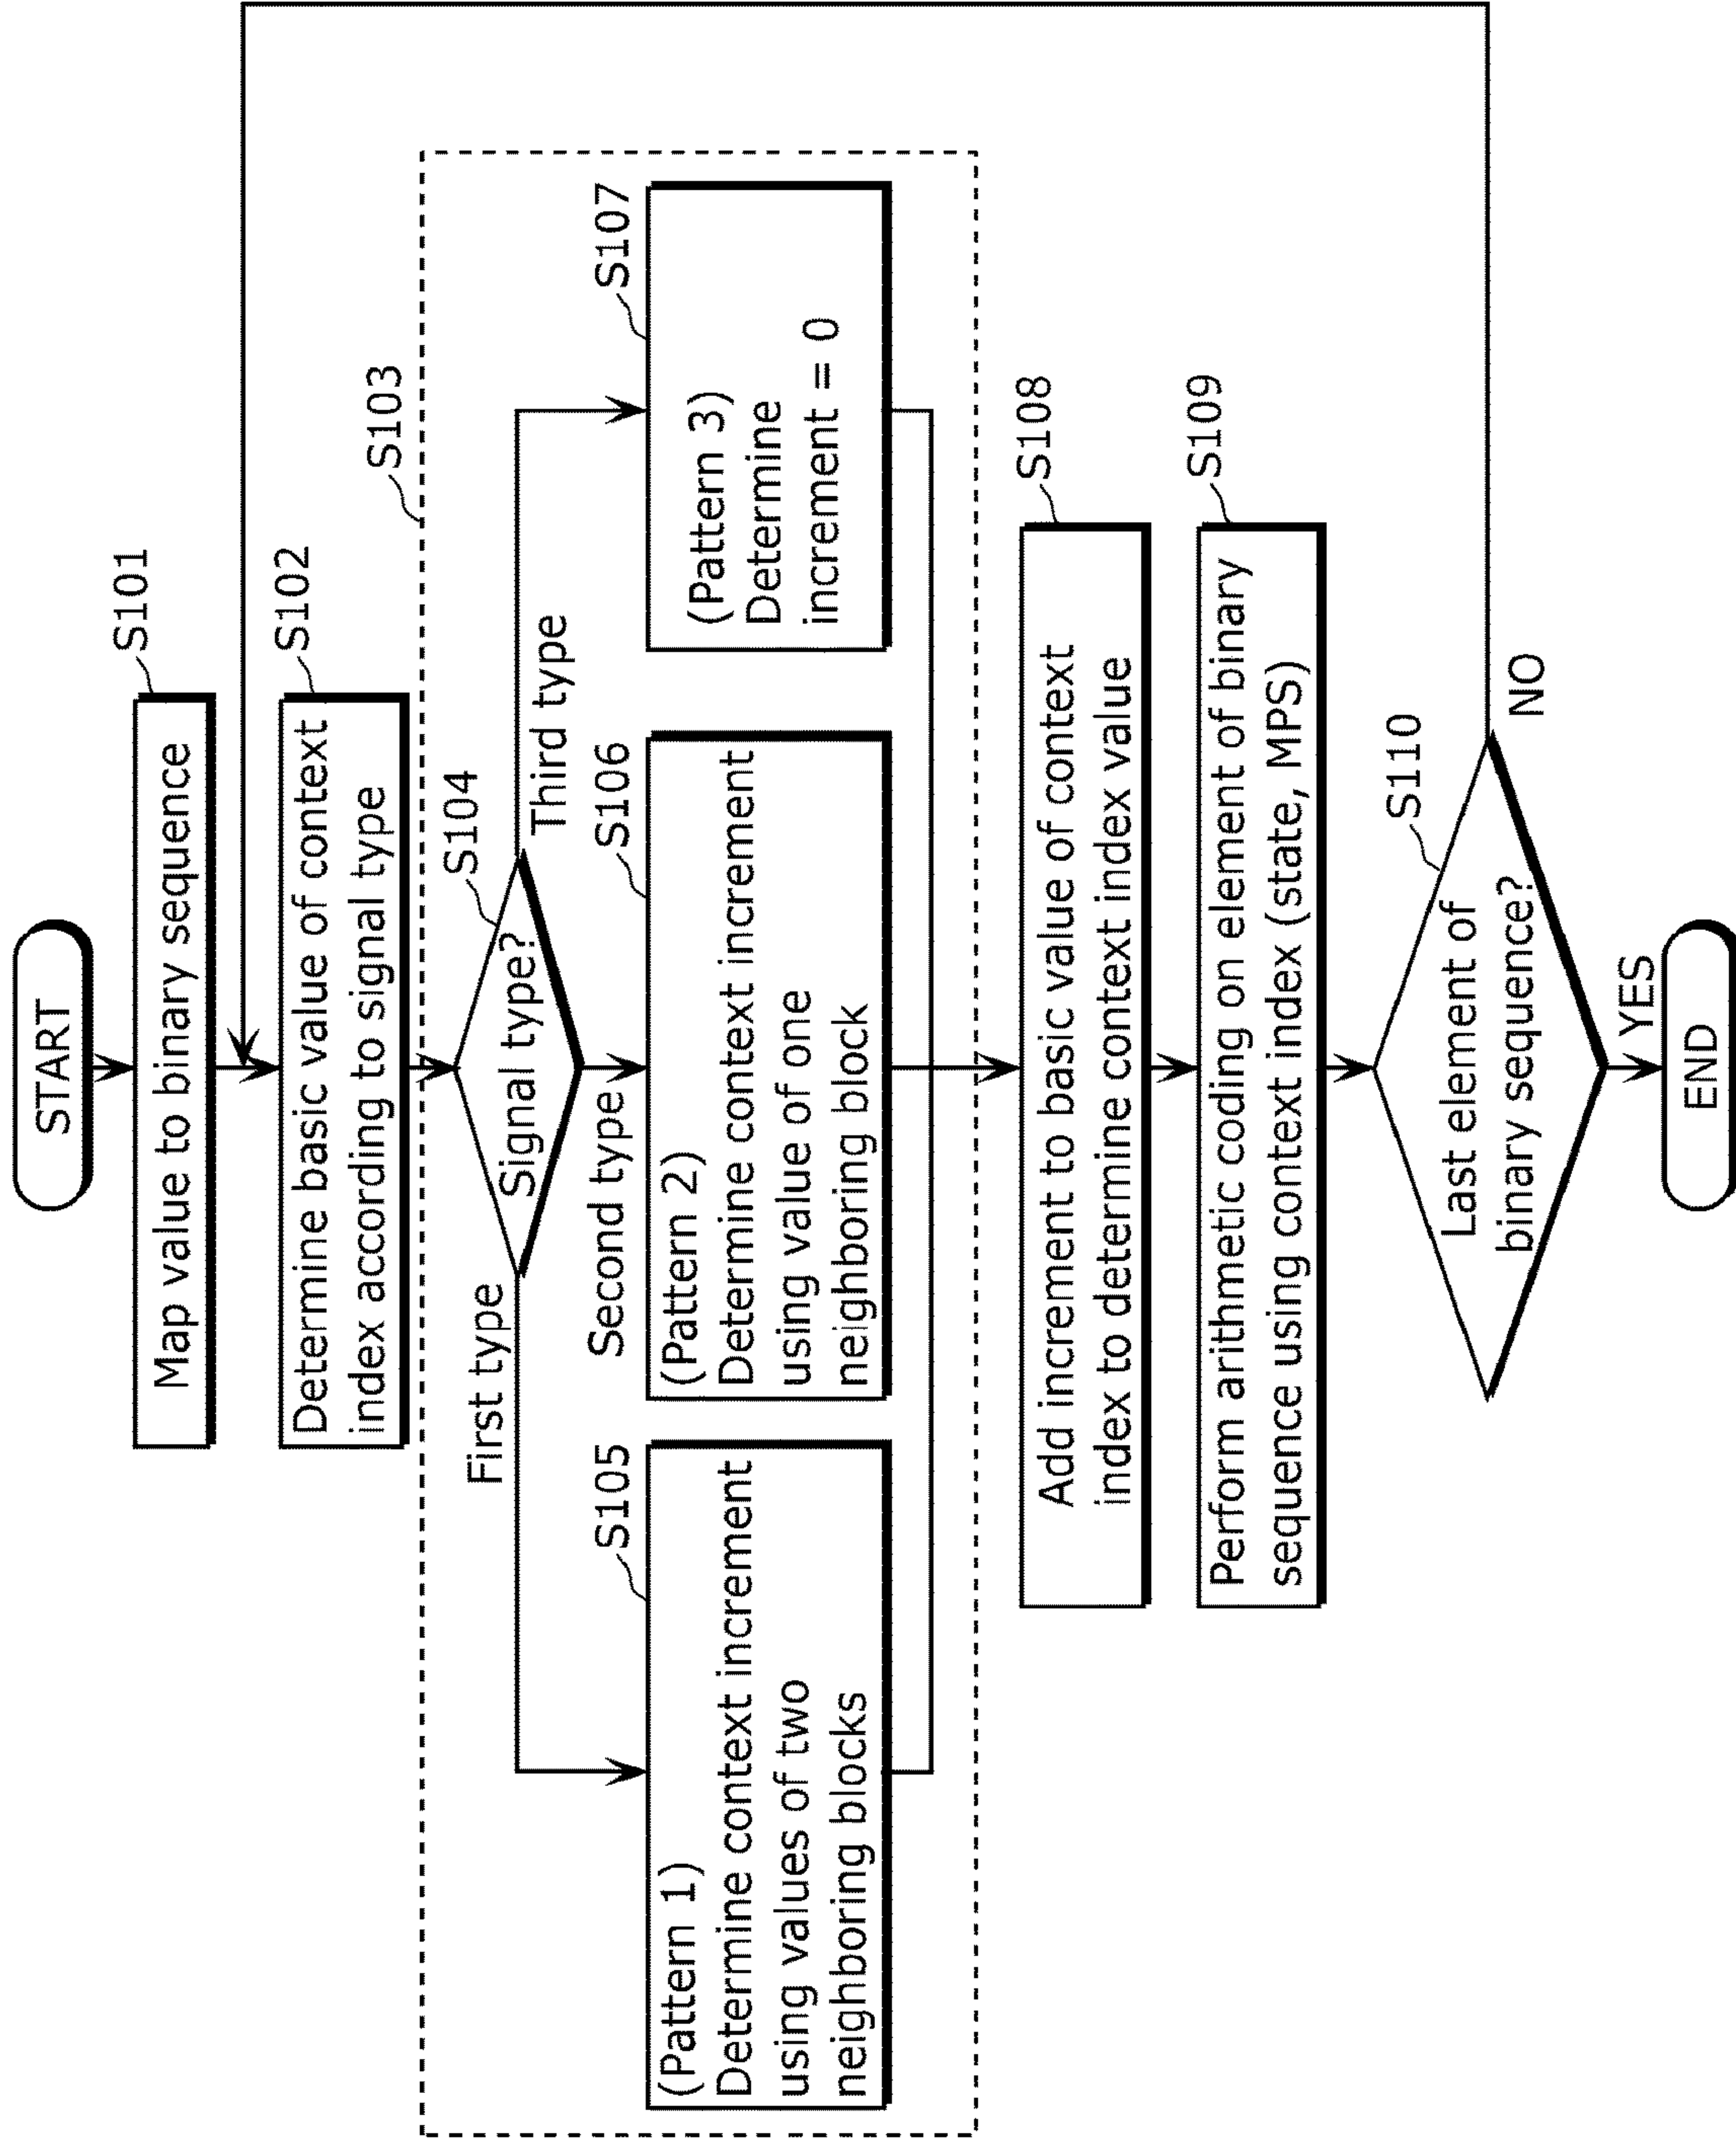 START
S101
Map value to binary sequence
S102
Determine basic value of context
index according to signal type
S103
S104
Signal type?
First type
Second type
Third type
S105
(Pattern 1)
Determine context increment
using values of two
neighboring blocks
S106
(Pattern 2)
Determine context increment
using value of one
neighboring block
S107
(Pattern 3)
Determine
increment = 0
S108
Add increment to basic value of context
index to determine context index value
S109
Perform arithmetic coding on element of binary
sequence using context index (state, MPS)
S110
Last element of
binary sequence?
NO
YES
END